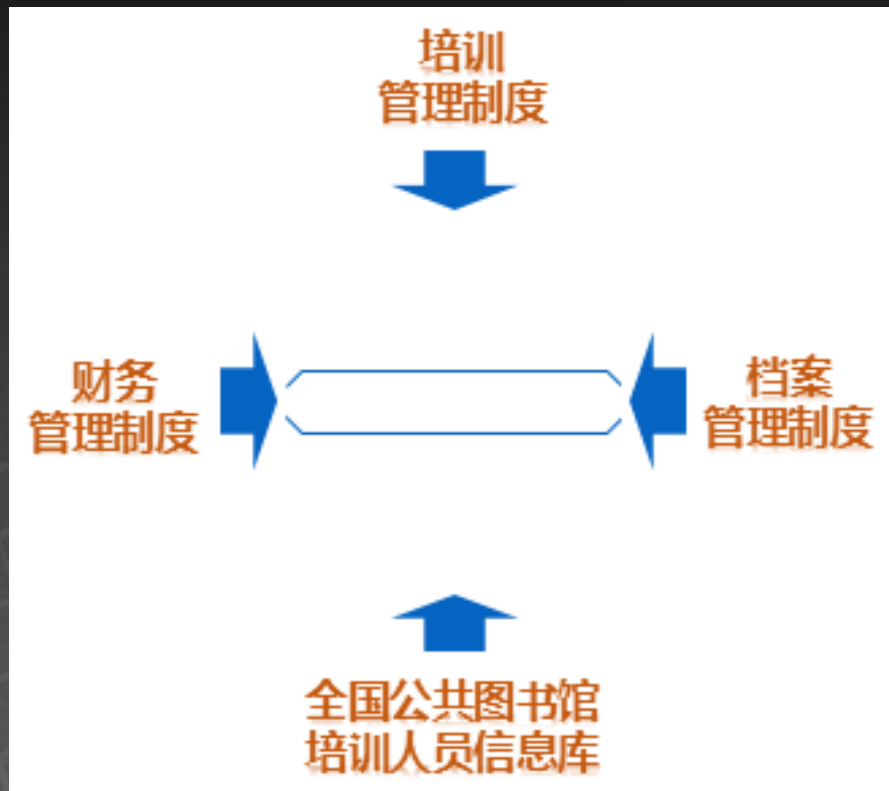 培训
管理制度
财务
管理制度
档案
管理制度
全国公共图书馆
培训人员信息库